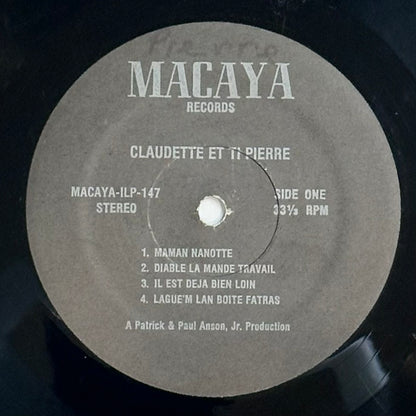 Pierre
MACAYA
RECORDS
CLAUDETTE ET TI PIERRE
MACAYA-ILP-147
STEREO
SIDE ONE
33⅓ RPM
1. MAMAN NANOTTE
2. DIABLE LA MANDE TRAVAIL
3. IL EST DEJA BIEN LOIN
4. LAGUE'M LAN BOITE FATRAS
A Patrick & Paul Anson, Jr. Production